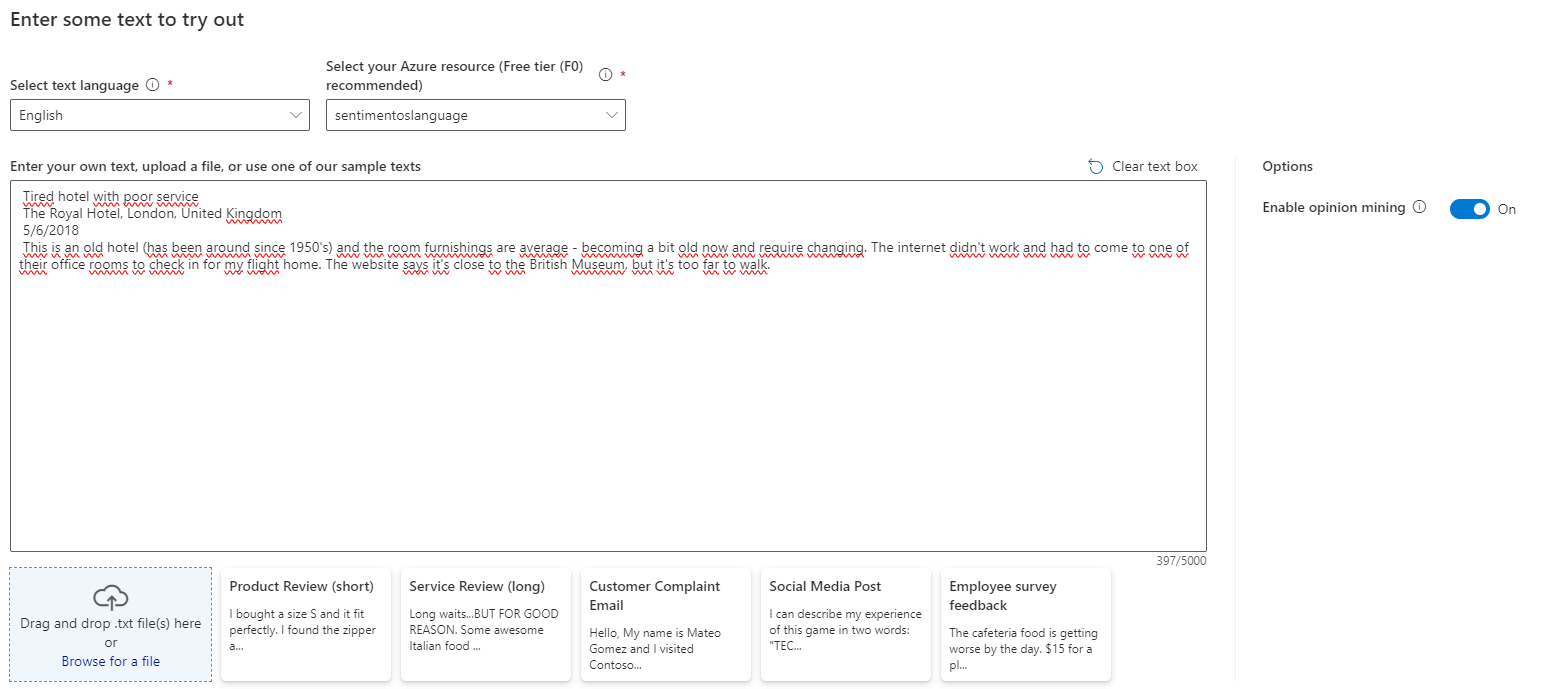 Enter some text to try out
Select text language *
Select your Azure resource (Free tier (F0)
recommended) *
English
sentimentoslanguage
Enter your own text, upload a file, or use one of our sample texts
Clear text box
Tired hotel with poor service
The Royal Hotel, London, United Kingdom
5/6/2018
This is an old hotel (has been around since 1950's) and the room furnishings are average - becoming a bit old now and require changing. The internet didn't work and had to come to one of
their office rooms to check in for my flight home. The website says it's close to the British Museum, but it's too far to walk.
397/5000
Options
Enable opinion mining
On
Drag and drop .txt file(s) here
or
Browse for a file
Product Review (short)
I bought a size S and it fit
perfectly. I found the zipper
a...
Service Review (long)
Long waits...BUT FOR GOOD
REASON. Some awesome
Italian food ...
Customer Complaint
Email
Hello, My name is Mateo
Gomez and I visited
Contoso...
Social Media Post
I can describe my experience
of this game in two words:
"TEC...
Employee survey
feedback
The cafeteria food is getting
worse by the day. $15 for a
pl...